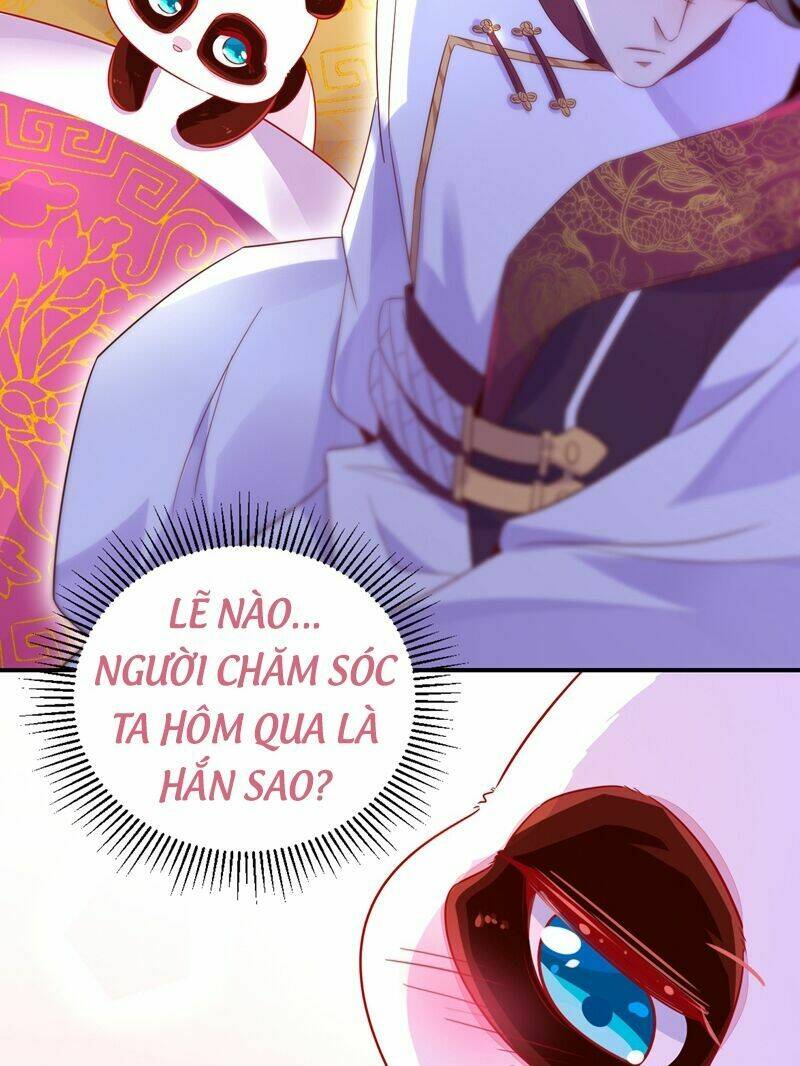 LẼ NÀO...
NGƯỜI CHĂM SÓC
TA HÔM QUA LÀ
HẮN SAO?